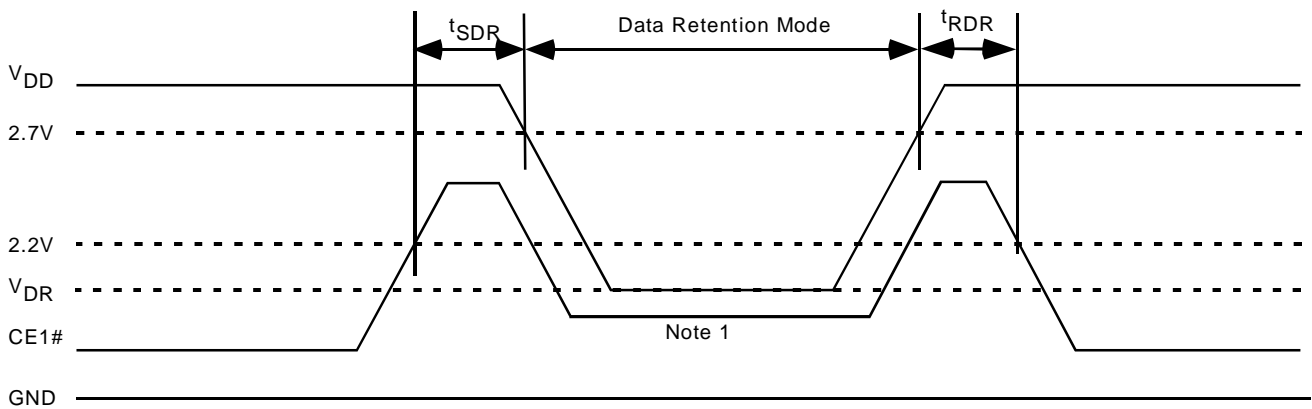 tSDR
Data Retention Mode
tRDR
VDD
2.7V
2.2V
VDR
CE1#
Note 1
GND